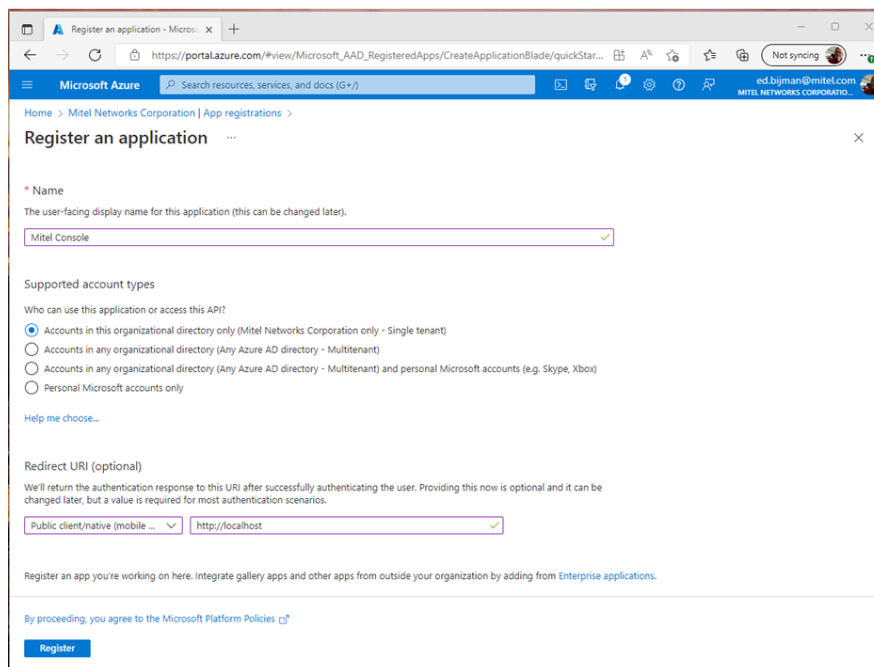 Register an application - Micros
https://portal.azure.com/#view/Microsoft_AAD_RegisteredApps/CreateApplicationBlade/quickStar...
Not syncing
Microsoft Azure
Search resources, services, and docs (G+/)
1
ed.bijman@mitel.com
MITEL NETWORKS CORPORATIO...
Home > Mitel Networks Corporation | App registrations >
Register an application ...
* Name
The user-facing display name for this application (this can be changed later).
Mitel Console
Supported account types
Who can use this application or access this API?
Accounts in this organizational directory only (Mitel Networks Corporation only - Single tenant)
Accounts in any organizational directory (Any Azure AD directory - Multitenant)
Accounts in any organizational directory (Any Azure AD directory - Multitenant) and personal Microsoft accounts (e.g. Skype, Xbox)
Personal Microsoft accounts only
Help me choose...
Redirect URI (optional)
We'll return the authentication response to this URI after successfully authenticating the user. Providing this now is optional and it can be
changed later, but a value is required for most authentication scenarios.
Public client/native (mobile ...
http://localhost
Register an app you're working on here. Integrate gallery apps and other apps from outside your organization by adding from Enterprise applications.
By proceeding, you agree to the Microsoft Platform Policies
Register